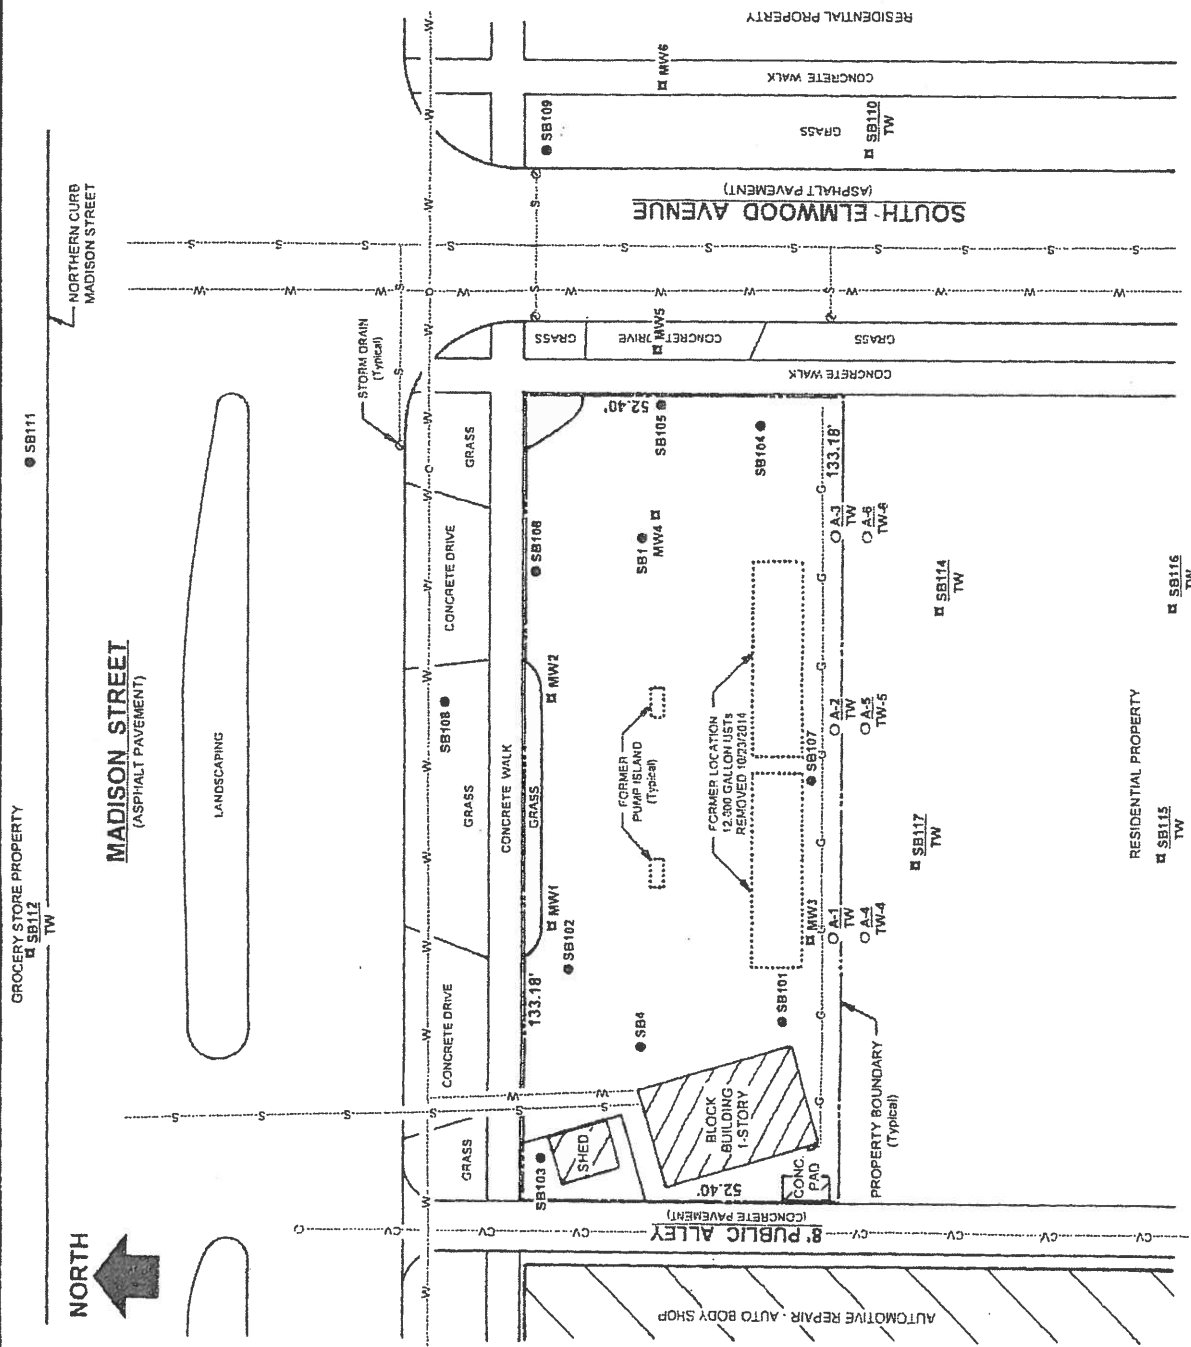 NORTH
GROCERY STORE PROPERTY
SB112
TW
SB111
NORTHERN CURB
MADISON STREET
MADISON STREET
(ASPHALT PAVEMENT)
LANDSCAPING
STORM DRAIN
(Typical)
GRASS
CONCRETE DRIVE
GRASS
SB108
CONCRETE DRIVE
GRASS
CONCRETE WALK
133.18'
GRASS
SB103
SHED
SB102
MW1
MW2
SB108
SB4
FORMER
PUMP ISLAND
(Typical)
SB1
MW4
SB105
52.40'
BLOCK
BUILDING
1-STORY
52.40'
CONC.
PAD
SB101
FORMER LOCATION
12,000 GALLON USTs
REMOVED 10/23/2014
MW3
SB107
SB104
133.18'
A-1
TW
A-4
TW-4
A-2
TW
A-5
TW-5
A-3
TW
A-6
TW-6
PROPERTY BOUNDARY
(Typical)
SB117
TW
SB114
TW
RESIDENTIAL PROPERTY
SB115
TW
SB116
TW
8' PUBLIC ALLEY
(CONCRETE PAVEMENT)
AUTOMOTIVE REPAIR - AUTO BODY SHOP
CONCRETE WALK
GRASS
CONCRETE DRIVE
MW5
GRASS
SOUTH ELMWOOD AVENUE
(ASPHALT PAVEMENT)
SB109
GRASS
SB110
TW
CONCRETE WALK
MW6
RESIDENTIAL PROPERTY